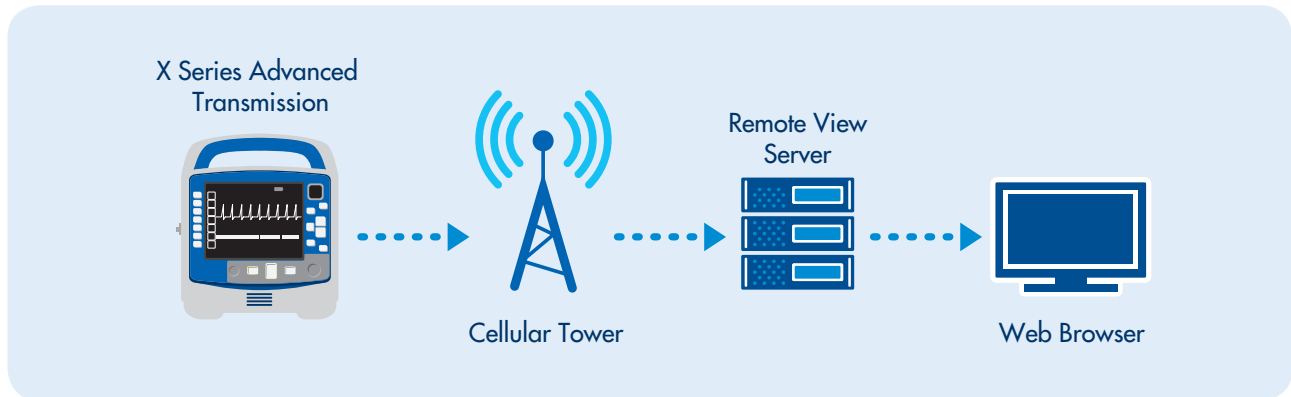 X Series Advanced
Transmission
Remote View
Server
Cellular Tower
Web Browser